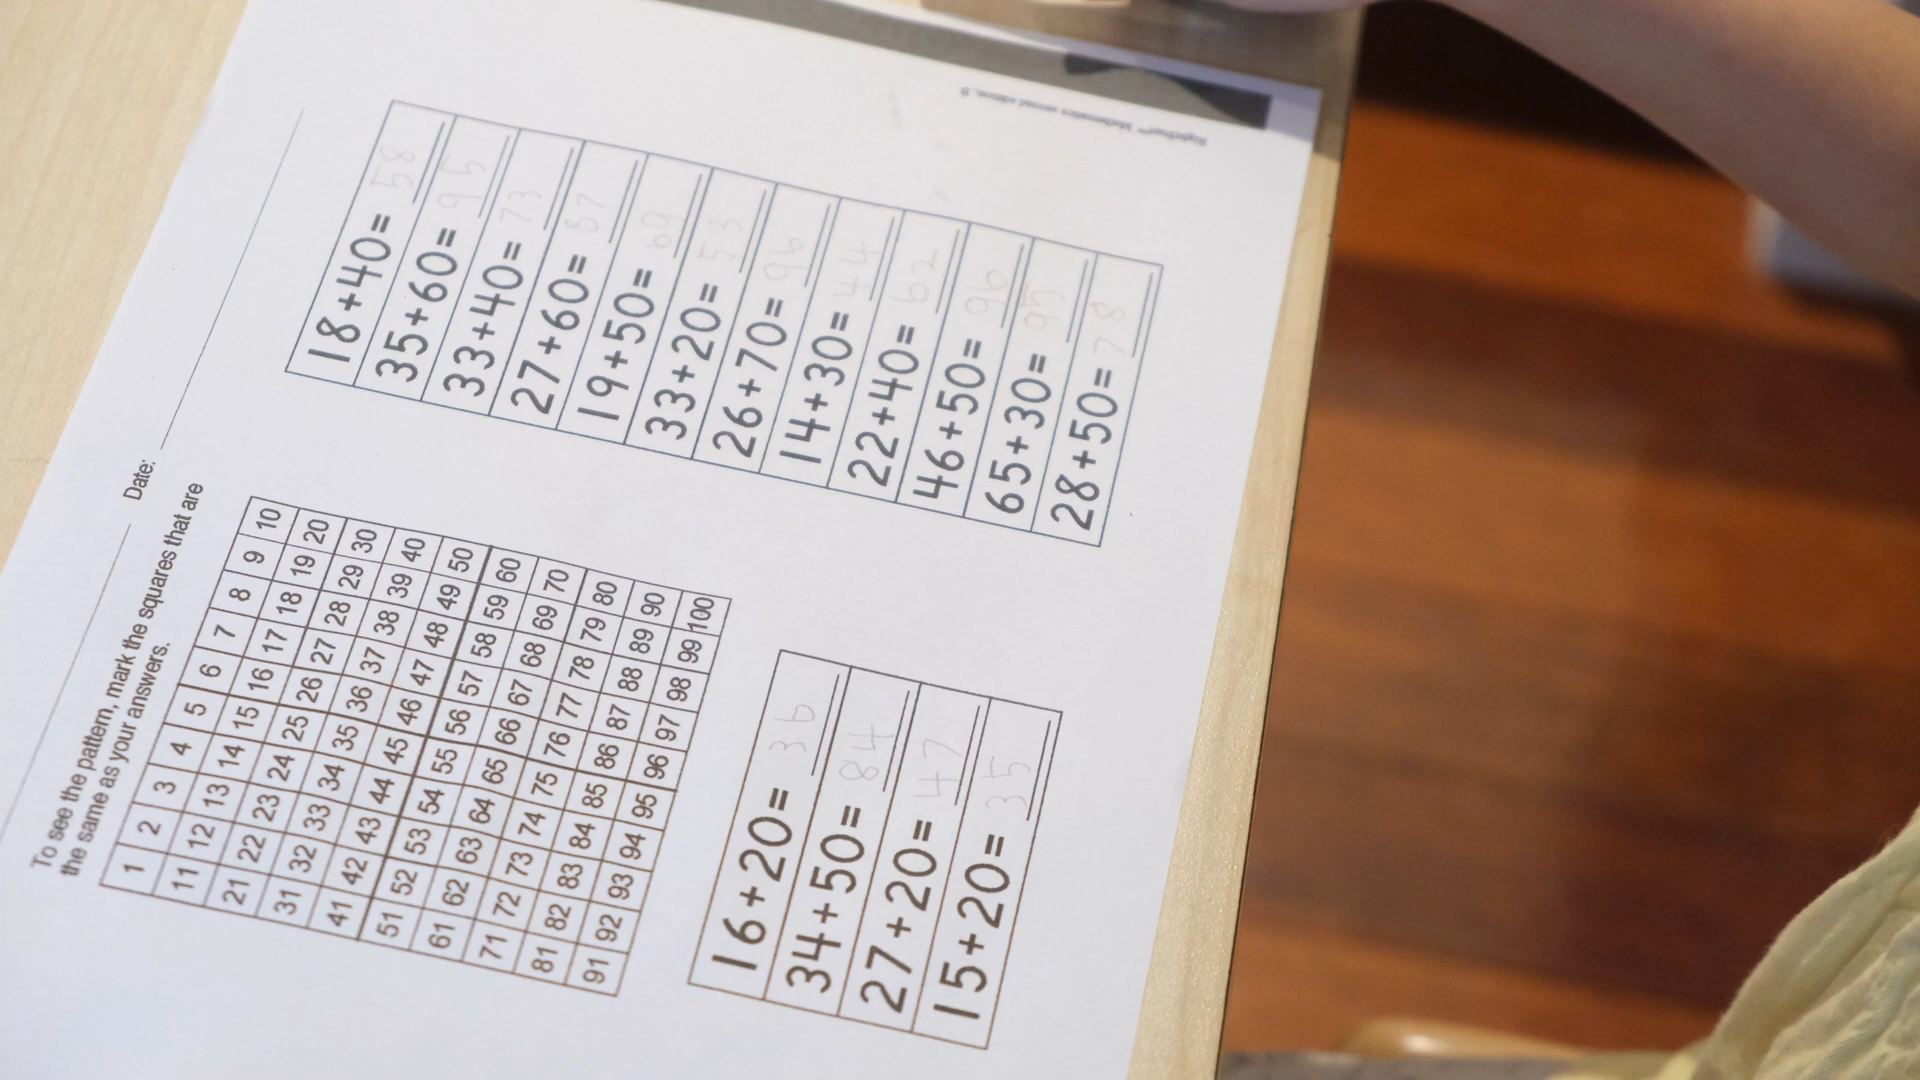 Date:
To see the pattern, mark the squares that are
the same as your answers.
1 2 3 4 5 6 7 8 9 10
11 12 13 14 15 16 17 18 19 20
21 22 23 24 25 26 27 28 29 30
31 32 33 34 35 36 37 38 39 40
41 42 43 44 45 46 47 48 49 50
51 52 53 54 55 56 57 58 59 60
61 62 63 64 65 66 67 68 69 70
71 72 73 74 75 76 77 78 79 80
81 82 83 84 85 86 87 88 89 90
91 92 93 94 95 96 97 98 99 100
16+20= 36
34+50= 84
27+20= 47
15+20= 35
18+40= 58
35+60= 95
33+40= 73
27+60= 87
19+50= 69
33+20= 53
26+70= 96
14+30= 44
22+40= 62
46+50= 96
65+30= 95
28+50= 78
RightStart™ Mathematics second edition, B